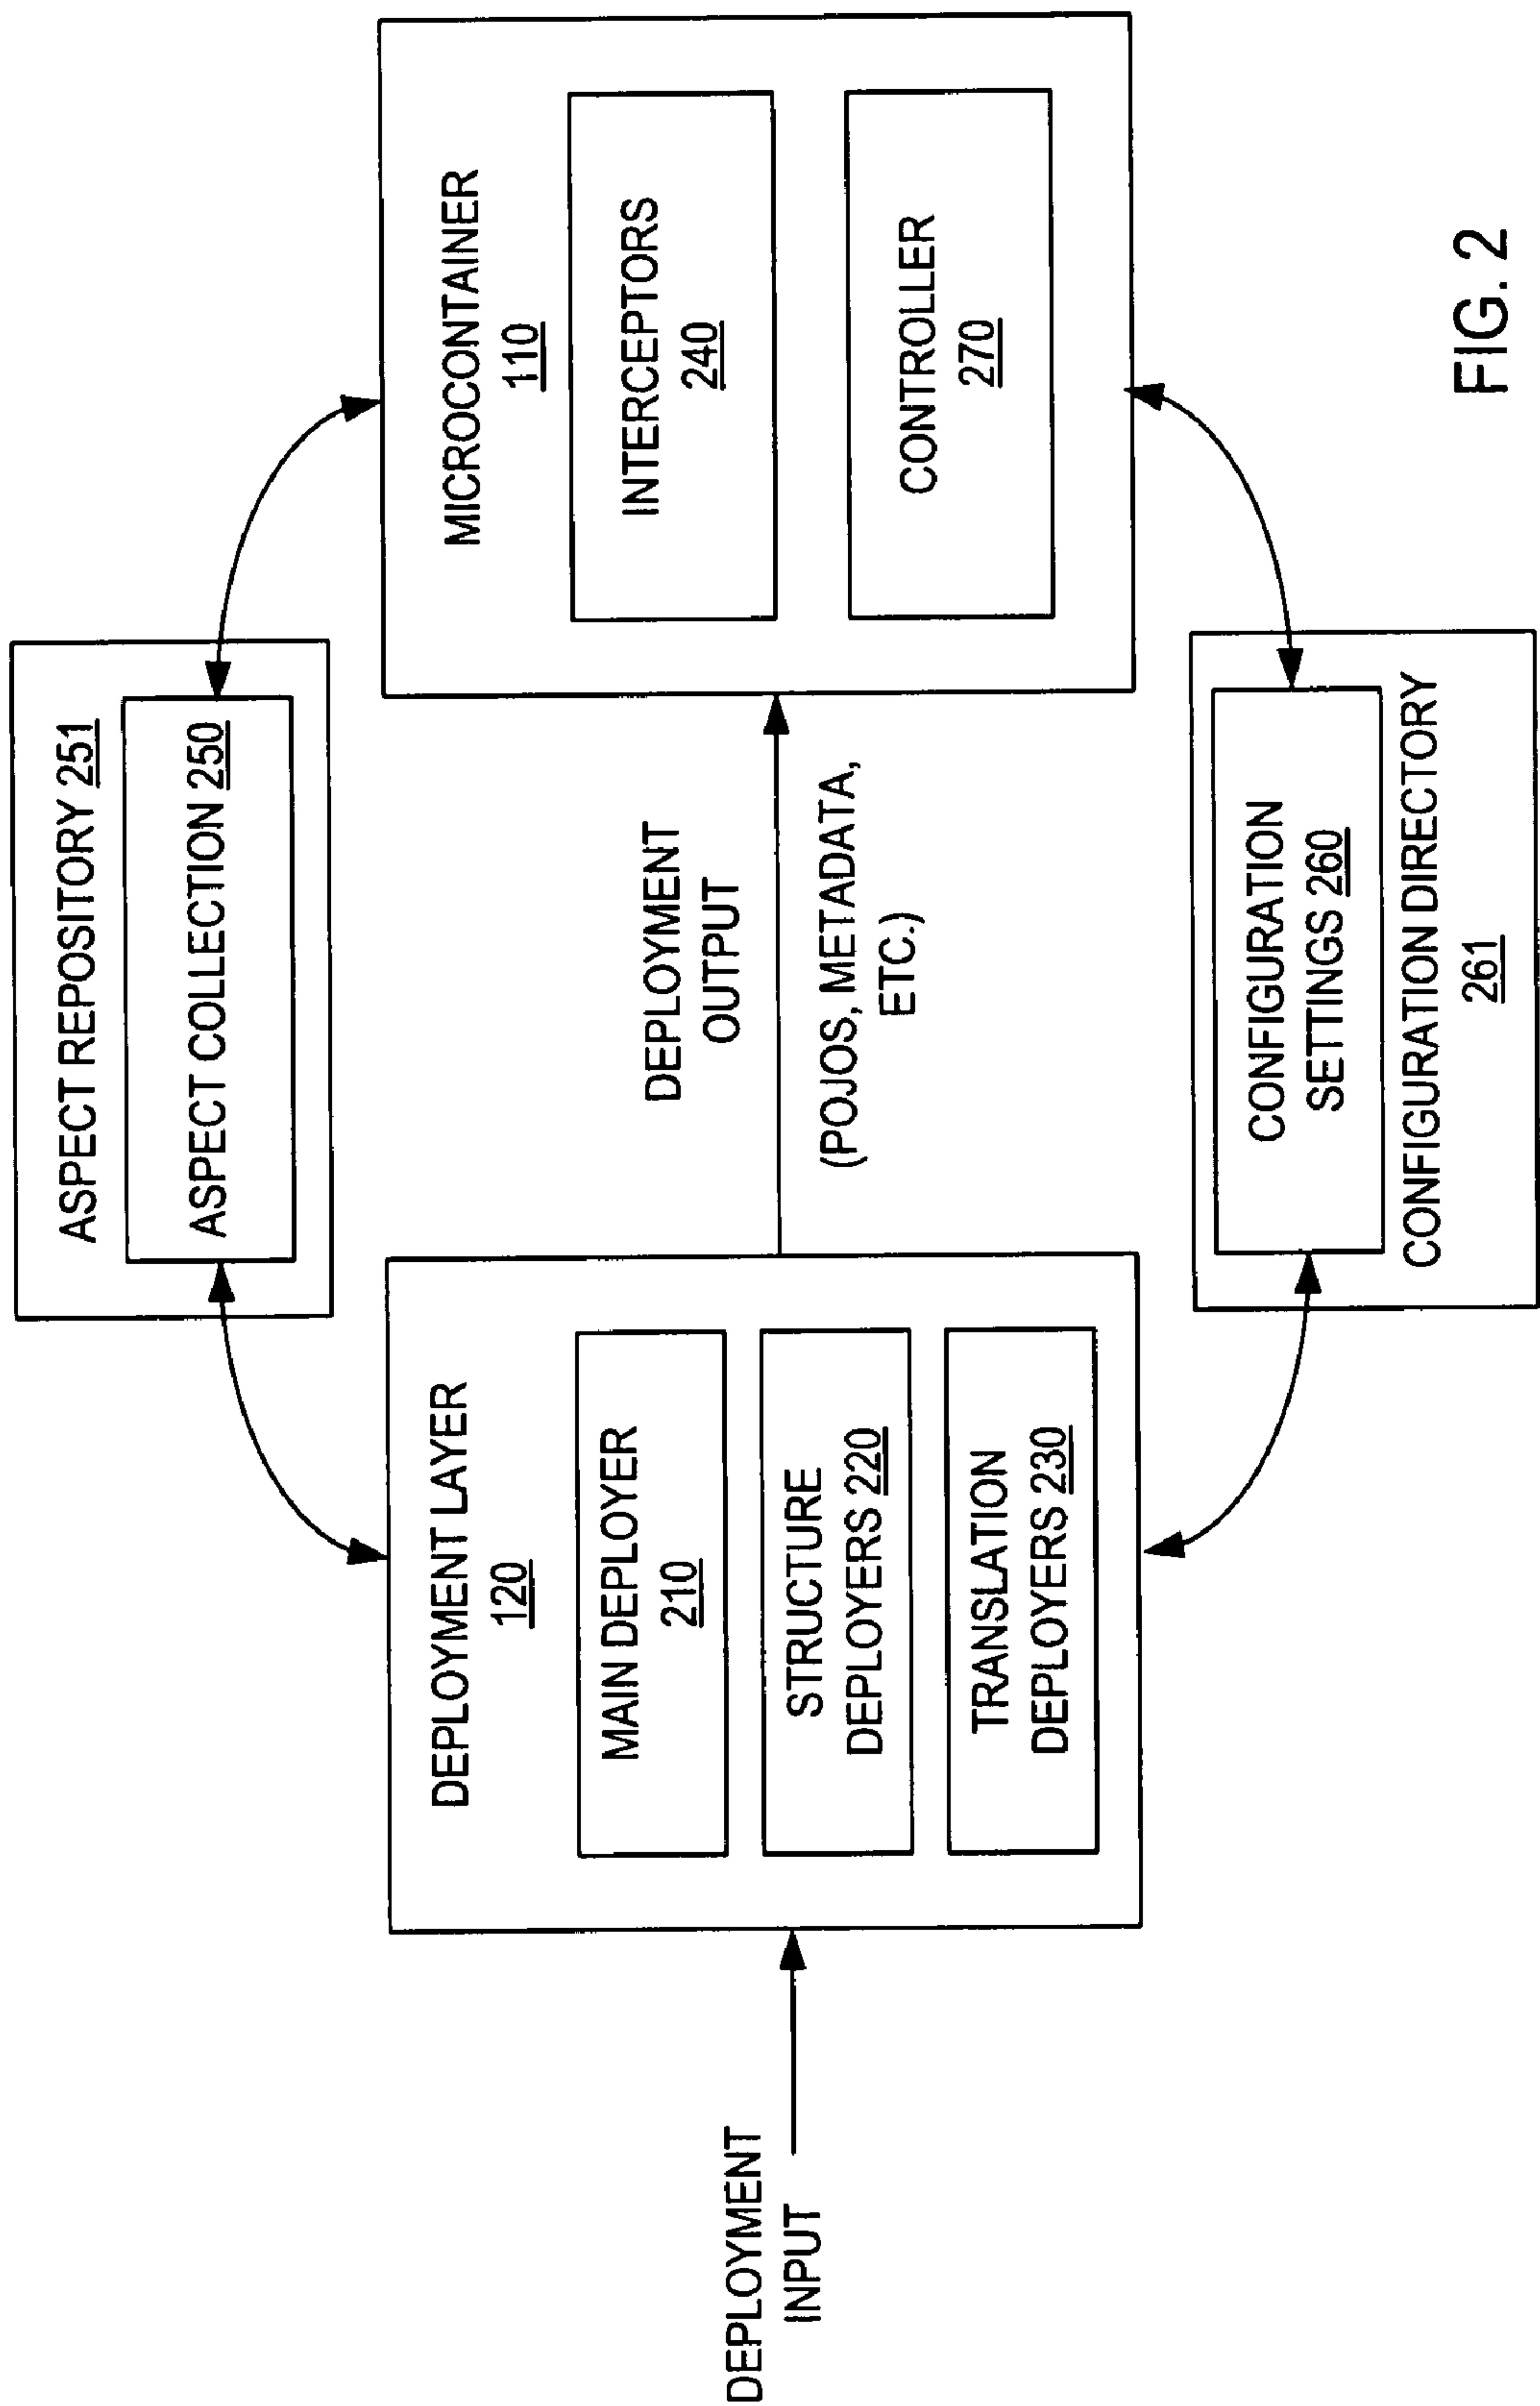 DEPLOYMENT
INPUT
DEPLOYMENT LAYER
120
MAIN DEPLOYER
210
STRUCTURE
DEPLOYERS 220
TRANSLATION
DEPLOYERS 230
ASPECT REPOSITORY 251
ASPECT COLLECTION 250
DEPLOYMENT
OUTPUT
(POJOS, METADATA,
ETC.)
CONFIGURATION
SETTINGS 260
CONFIGURATION DIRECTORY
261
MICROCONTAINER
110
INTERCEPTORS
240
CONTROLLER
270
FIG. 2